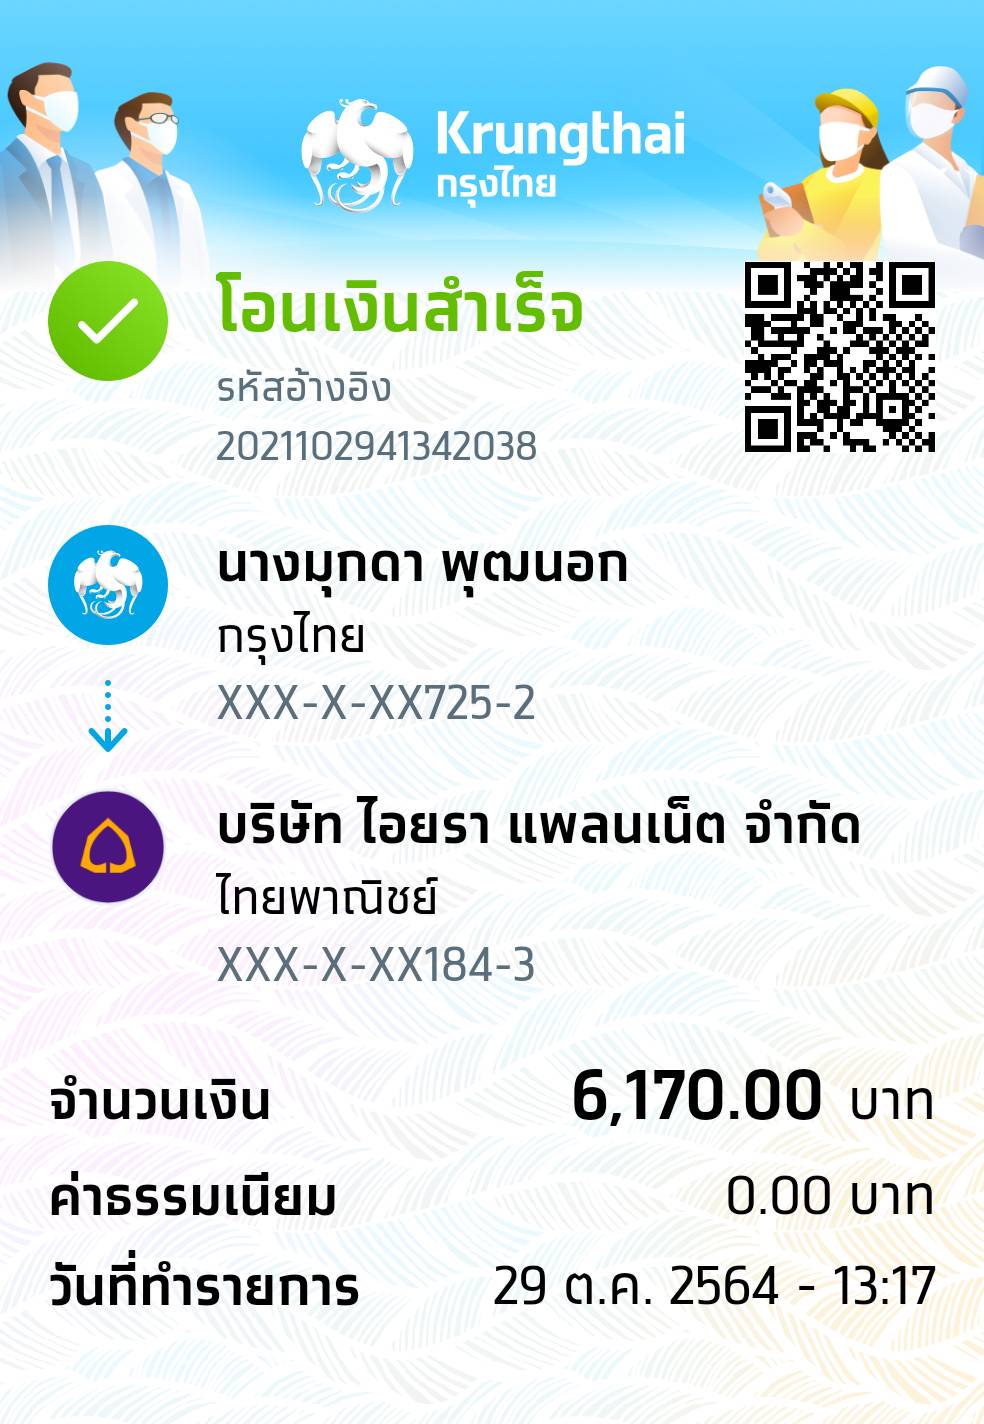 Krungthai
กรุงไทย
โอนเงินสำเร็จ
รหัสอ้างอิง
2021102941342038
นางมุกดา พุฒนอก
กรุงไทย
XXX-X-XX725-2
บริษัท ไอยรา แพลนเน็ต จำกัด
ไทยพาณิชย์
XXX-X-XX184-3
จำนวนเงิน 6,170.00 บาท
ค่าธรรมเนียม 0.00 บาท
วันที่ทำรายการ 29 ต.ค. 2564 - 13:17